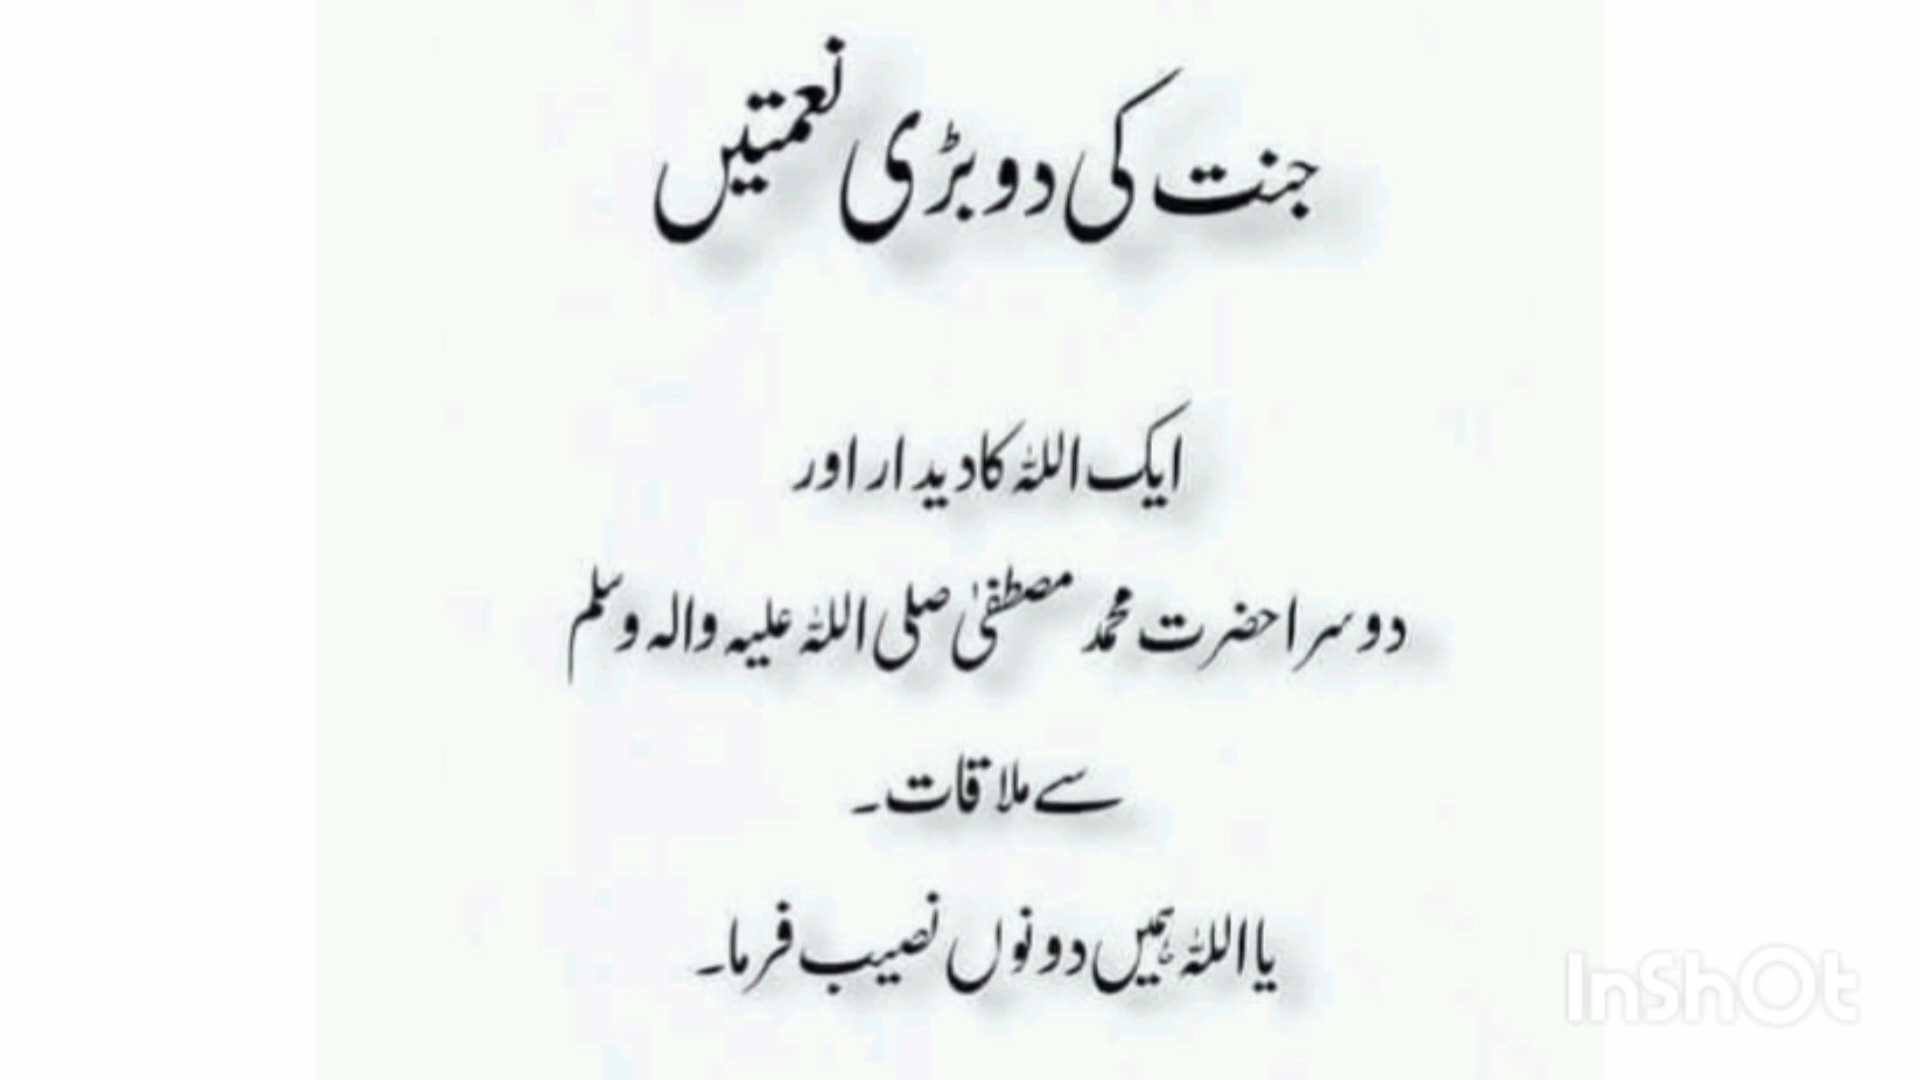 جنت کی دو بڑی نعمتیں
ایک اللہ کا دیدار اور
دوسرا حضرت محمد مصطفیٰ صلی اللہ علیہ والہ وسلم
سے ملاقات۔
یا اللہ ہمیں دونوں نصیب فرما۔
InShOt